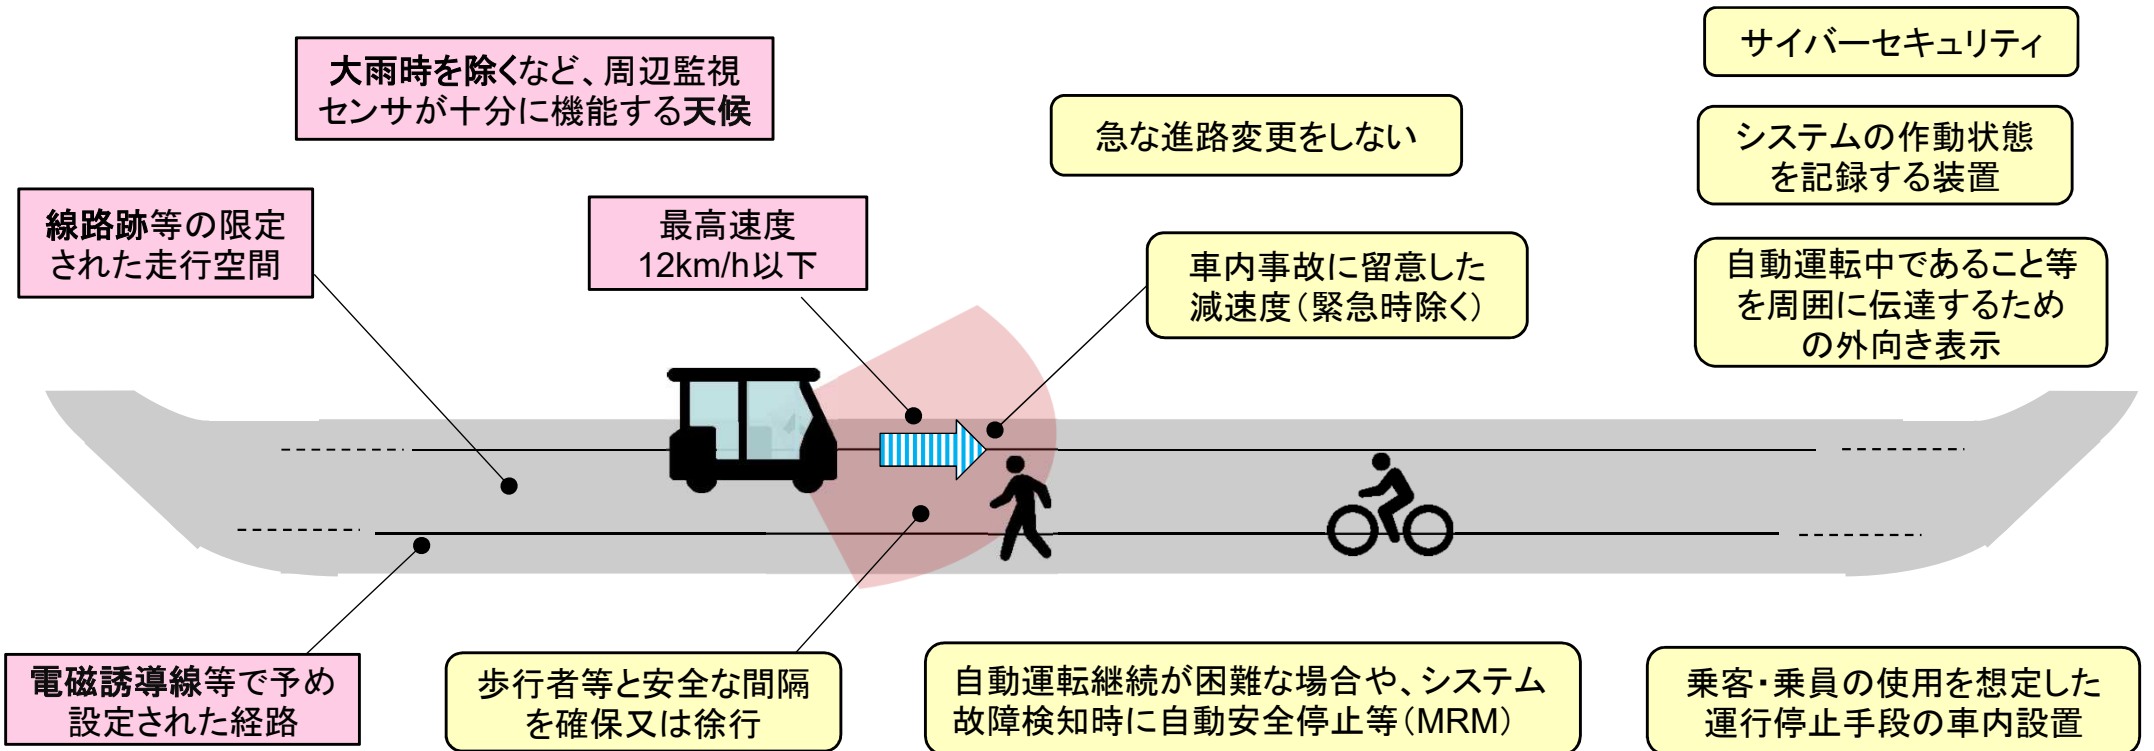 大雨時を除くなど、周辺監視
センサが十分に機能する天候
サイバーセキュリティ
急な進路変更をしない
システムの作動状態
を記録する装置
線路跡等の限定
された走行空間
最高速度
12km/h以下
車内事故に留意した
減速度(緊急時除く)
自動運転中であること等
を周囲に伝達するため
の外向き表示
電磁誘導線等で予め
設定された経路
歩行者等と安全な間隔
を確保又は徐行
自動運転継続が困難な場合や、システム
故障検知時に自動安全停止等(MRM)
乗客・乗員の使用を想定した
運行停止手段の車内設置